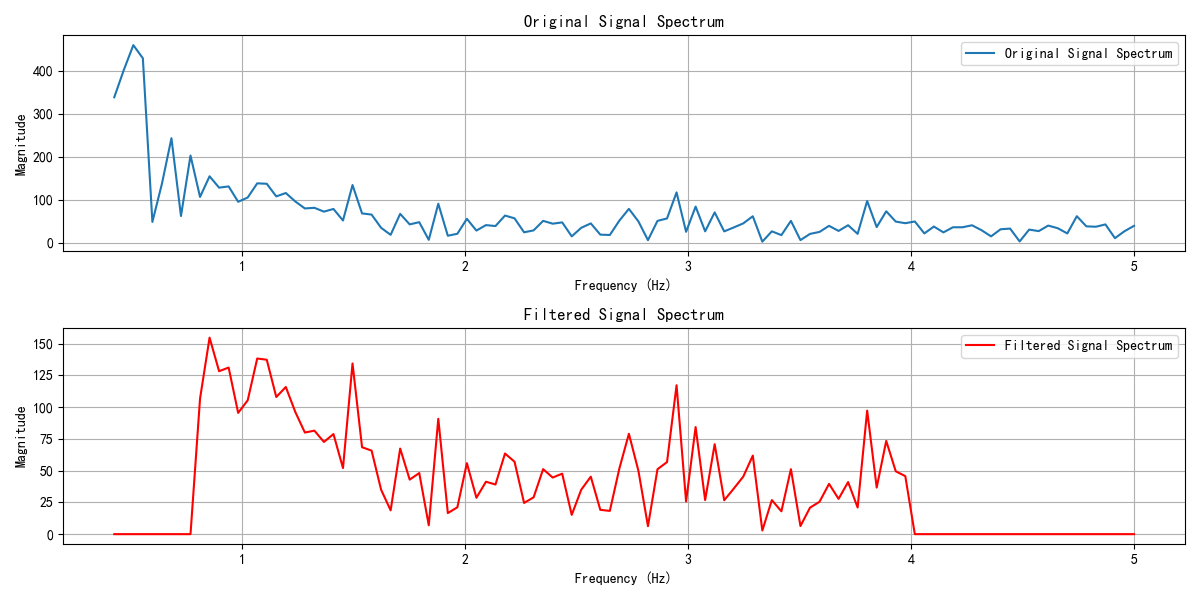 Original Signal Spectrum
Original Signal Spectrum
Magnitude
400
300
200
100
0
1 2 3 4 5
Frequency (Hz)
Filtered Signal Spectrum
Filtered Signal Spectrum
Magnitude
150
125
100
75
50
25
0
1 2 3 4 5
Frequency (Hz)